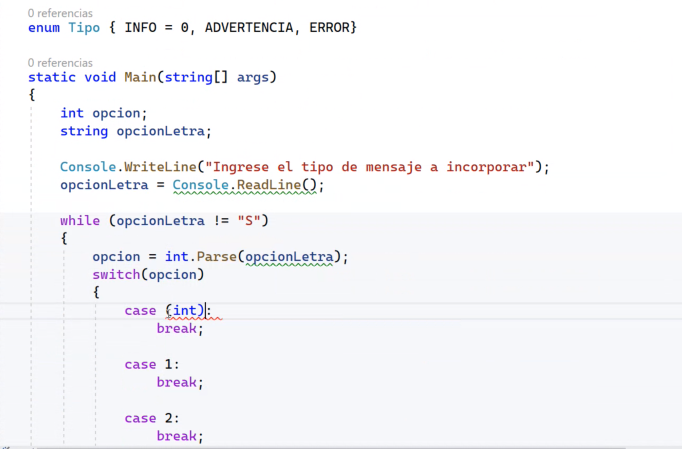 0 referencias
enum Tipo { INFO = 0, ADVERTENCIA, ERROR}
0 referencias
static void Main(string[] args)
{
int opcion;
string opcionLetra;
Console.WriteLine("Ingrese el tipo de mensaje a incorporar");
opcionLetra = Console.ReadLine();
while (opcionLetra != "S")
{
opcion = int.Parse(opcionLetra);
switch(opcion)
{
case (int):
break;
case 1:
break;
case 2:
break;